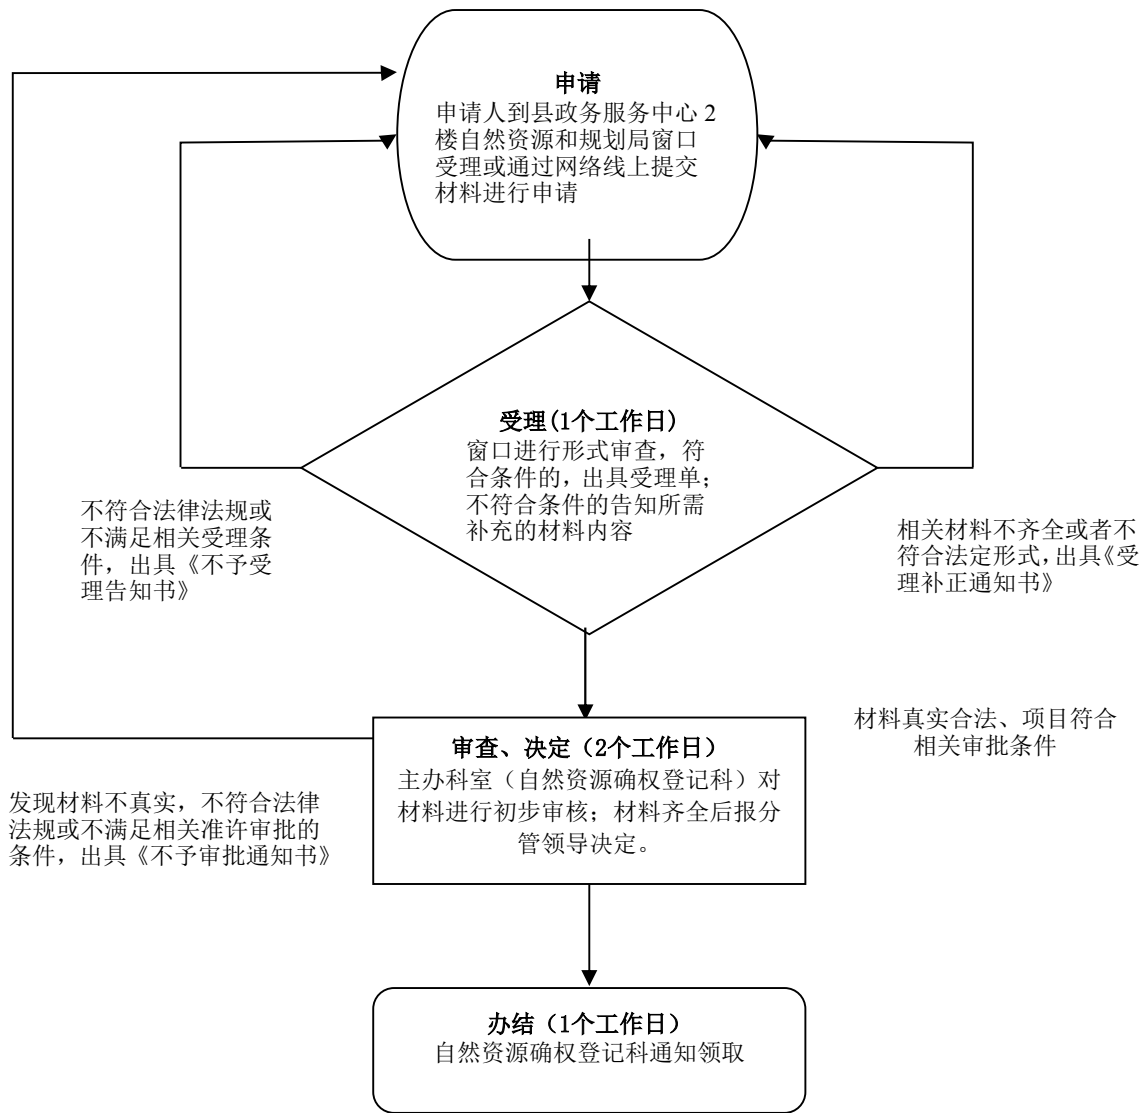 申请
申请人到县政务服务中心 2
楼自然资源和规划局窗口
受理或通过网络线上提交
材料进行申请
受理(1个工作日)
窗口进行形式审查，符
合条件的，出具受理单；
不符合条件的告知所需
补充的材料内容
不符合法律法规或
不满足相关受理条
件，出具《不予受
理告知书》
相关材料不齐全或者不
符合法定形式，出具《受
理补正通知书》
材料真实合法、项目符合
相关审批条件
审查、决定（2个工作日）
主办科室（自然资源确权登记科）对
材料进行初步审核；材料齐全后报分
管领导决定。
发现材料不真实，不符合法律
法规或不满足相关准许审批的
条件，出具《不予审批通知书》
办结（1个工作日）
自然资源确权登记科通知领取